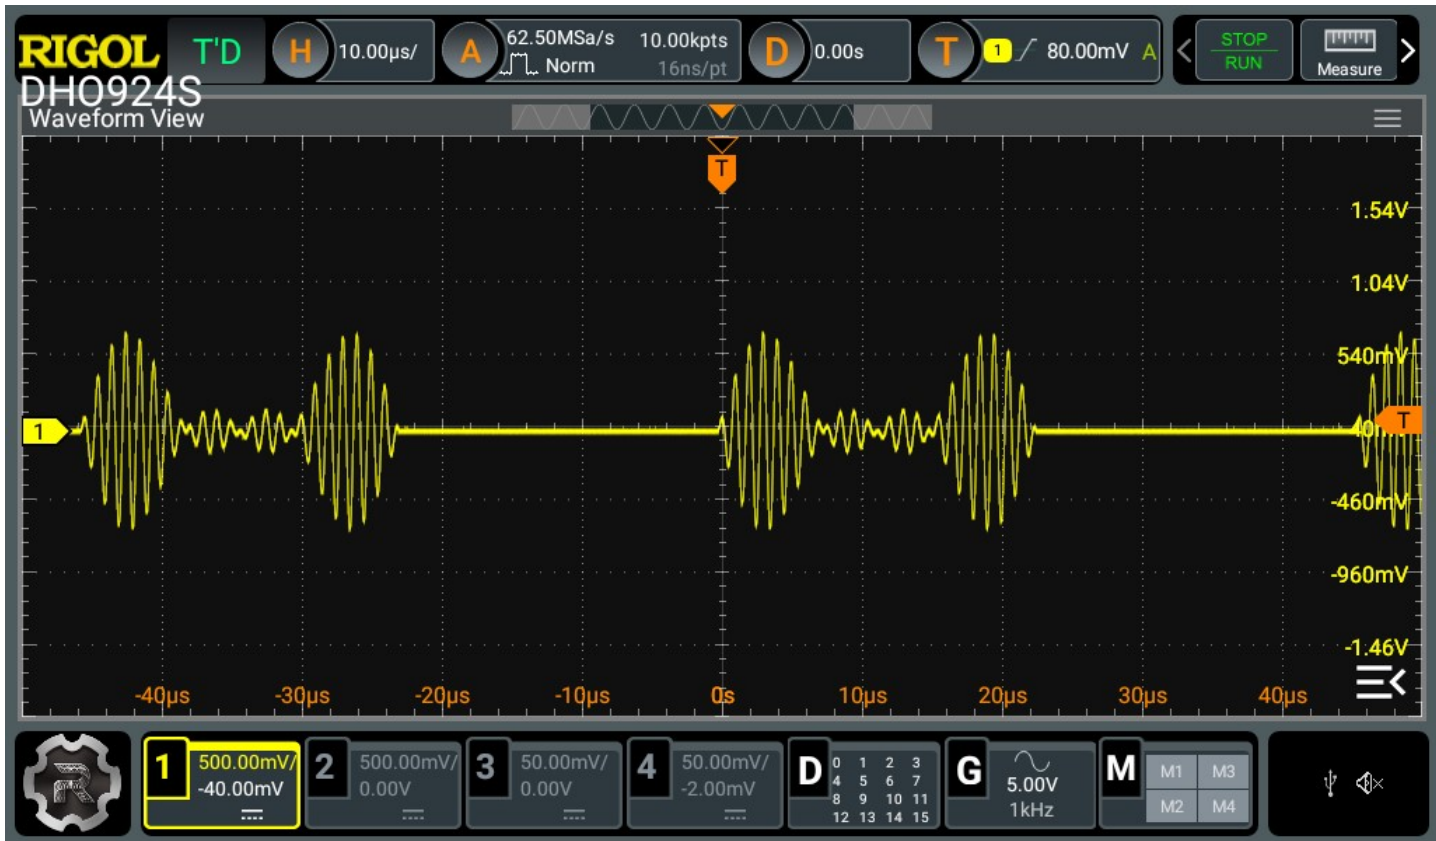 RIGOL T'D H 10.00μs/ A 62.50MSa/s 10.00kpts D 0.00s T 1 80.00mV A STOP
Norm 16ns/pt RUN Measure
DHO924S
Waveform View
T
1.54V
1.04V
540mV
1 T
-460mV
-960mV
-1.46V
-40μs -30μs -20μs -10μs 0s 10μs 20μs 30μs 40μs
1 500.00mV/ 2 500.00mV/ 3 50.00mV/ 4 50.00mV/ D 0 1 2 3 G M M1 M3
-40.00mV 0.00V 0.00V -2.00mV 4 5 6 7 5.00V
8 9 10 11 1kHz M2 M4
12 13 14 15
R